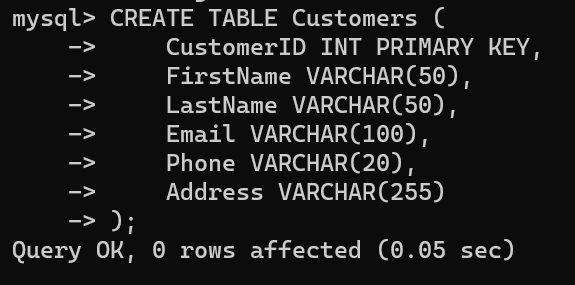 mysql> CREATE TABLE Customers (
    ->     CustomerID INT PRIMARY KEY,
    ->     FirstName VARCHAR(50),
    ->     LastName VARCHAR(50),
    ->     Email VARCHAR(100),
    ->     Phone VARCHAR(20),
    ->     Address VARCHAR(255)
    -> );
Query OK, 0 rows affected (0.05 sec)